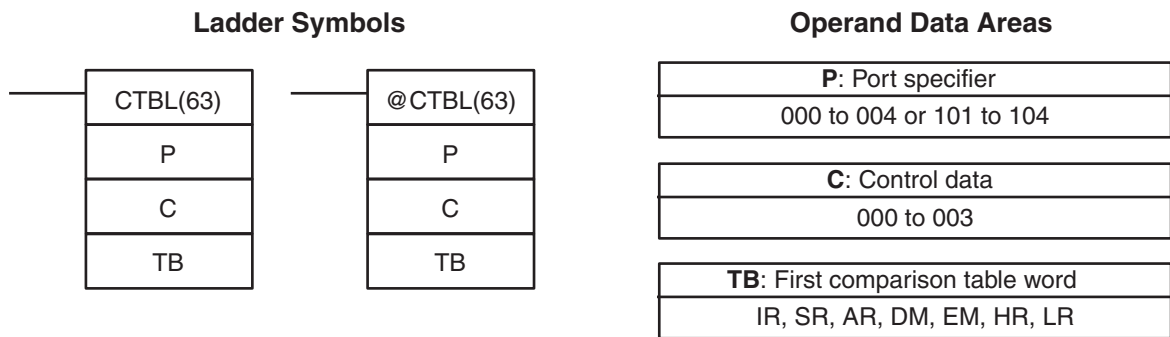 Ladder Symbols
CTBL(63)
P
C
TB
@CTBL(63)
P
C
TB
Operand Data Areas
P: Port specifier
000 to 004 or 101 to 104
C: Control data
000 to 003
TB: First comparison table word
IR, SR, AR, DM, EM, HR, LR